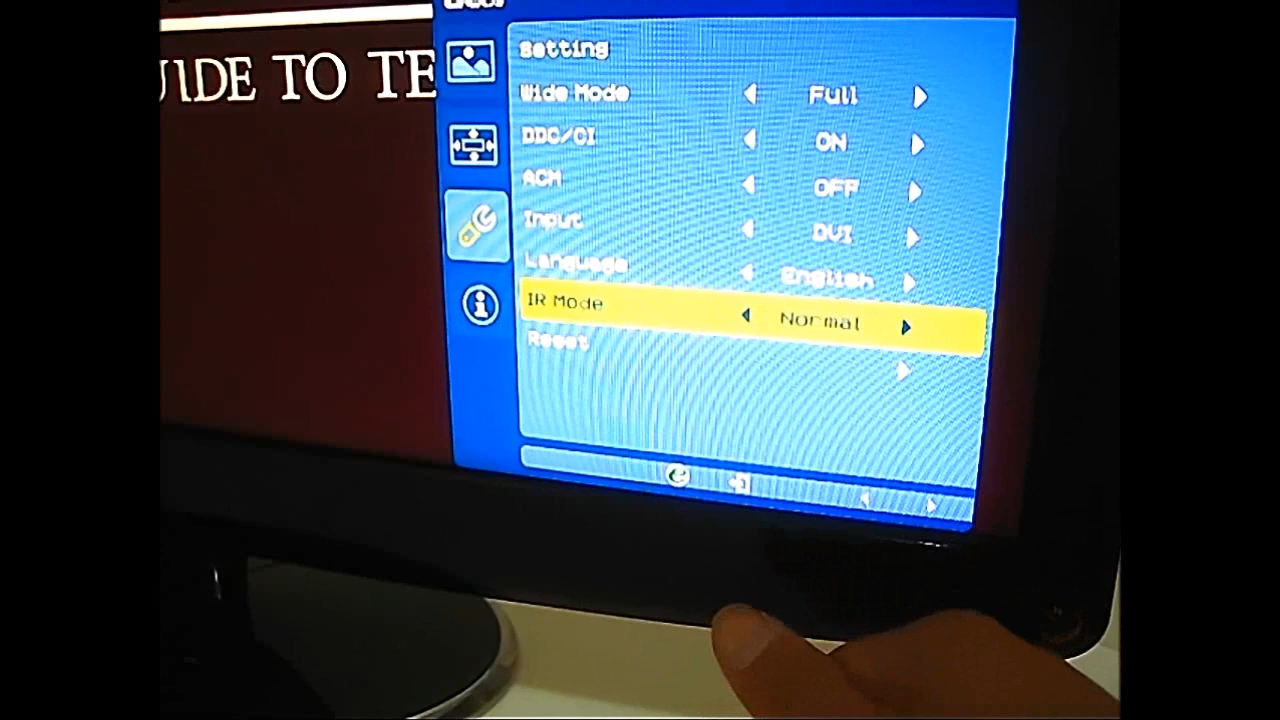 UIDE TO TE
Setting
Wide Mode Full
DDC/CI ON
ACM OFF
Input DVI
Language English
IR Mode Normal
Reset